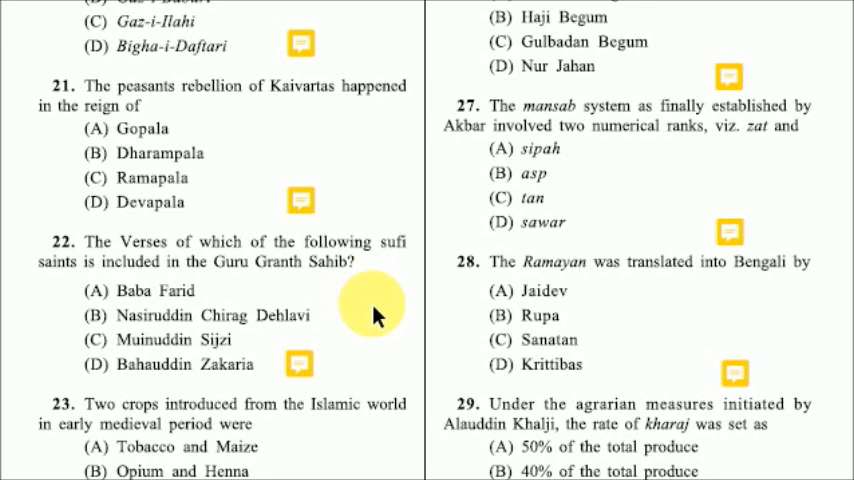 (C) Gaz-i-Ilahi
(D) Bigha-i-Daftari
21. The peasants rebellion of Kaivartas happened
in the reign of
(A) Gopala
(B) Dharampala
(C) Ramapala
(D) Devapala
22. The Verses of which of the following sufi
saints is included in the Guru Granth Sahib?
(A) Baba Farid
(B) Nasiruddin Chirag Dehlavi
(C) Muinuddin Sijzi
(D) Bahauddin Zakaria
23. Two crops introduced from the Islamic world
in early medieval period were
(A) Tobacco and Maize
(B) Opium and Henna
(B) Haji Begum
(C) Gulbadan Begum
(D) Nur Jahan
27. The mansab system as finally established by
Akbar involved two numerical ranks, viz. zat and
(A) sipah
(B) asp
(C) tan
(D) sawar
28. The Ramayan was translated into Bengali by
(A) Jaidev
(B) Rupa
(C) Sanatan
(D) Krittibas
29. Under the agrarian measures initiated by
Alauddin Khalji, the rate of kharaj was set as
(A) 50% of the total produce
(B) 40% of the total produce